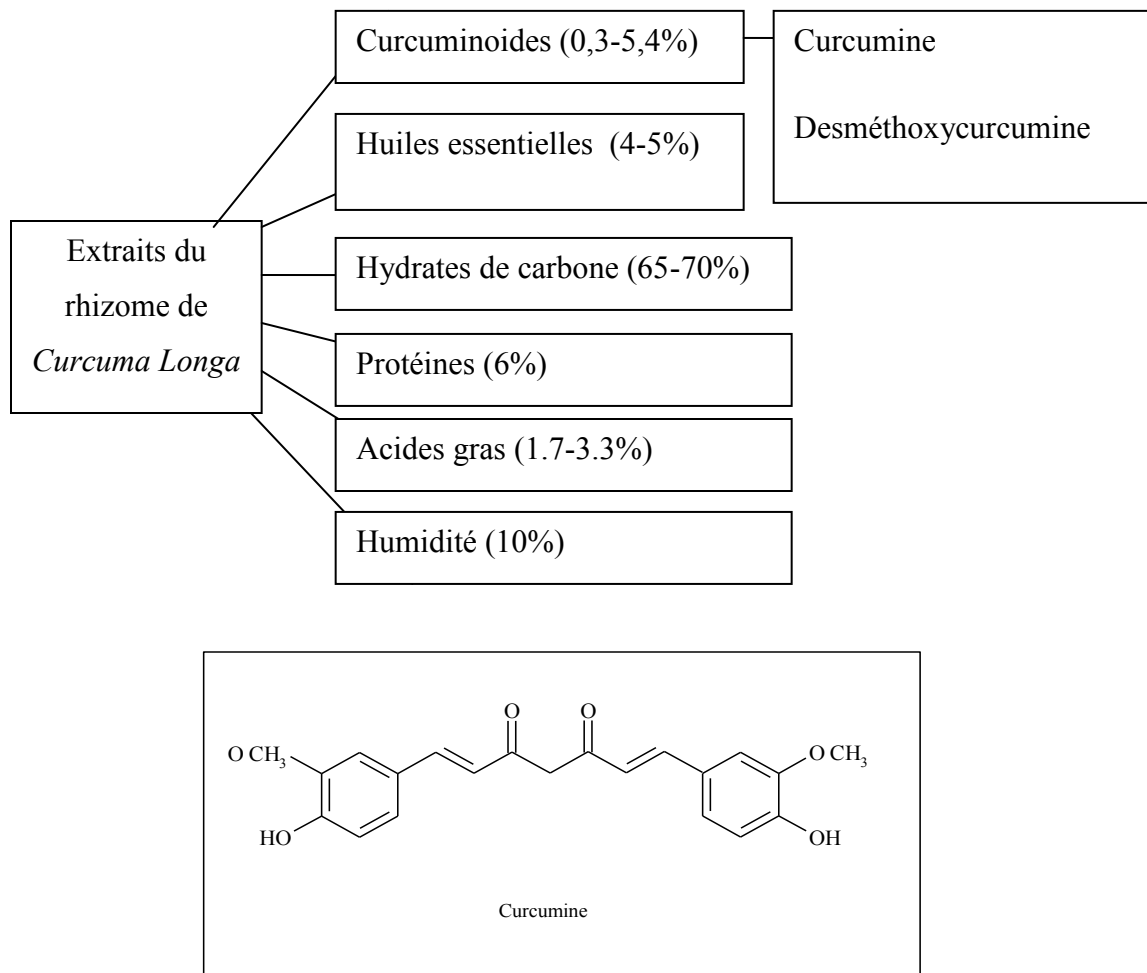 Curcuminoides (0,3-5,4%)
Curcumine
Desméthoxycurcumine
Huiles essentielles (4-5%)
Extraits du
rhizome de
Curcuma Longa
Hydrates de carbone (65-70%)
Protéines (6%)
Acides gras (1.7-3.3%)
Humidité (10%)
O O
O CH3 OCH3
HO OH
Curcumine